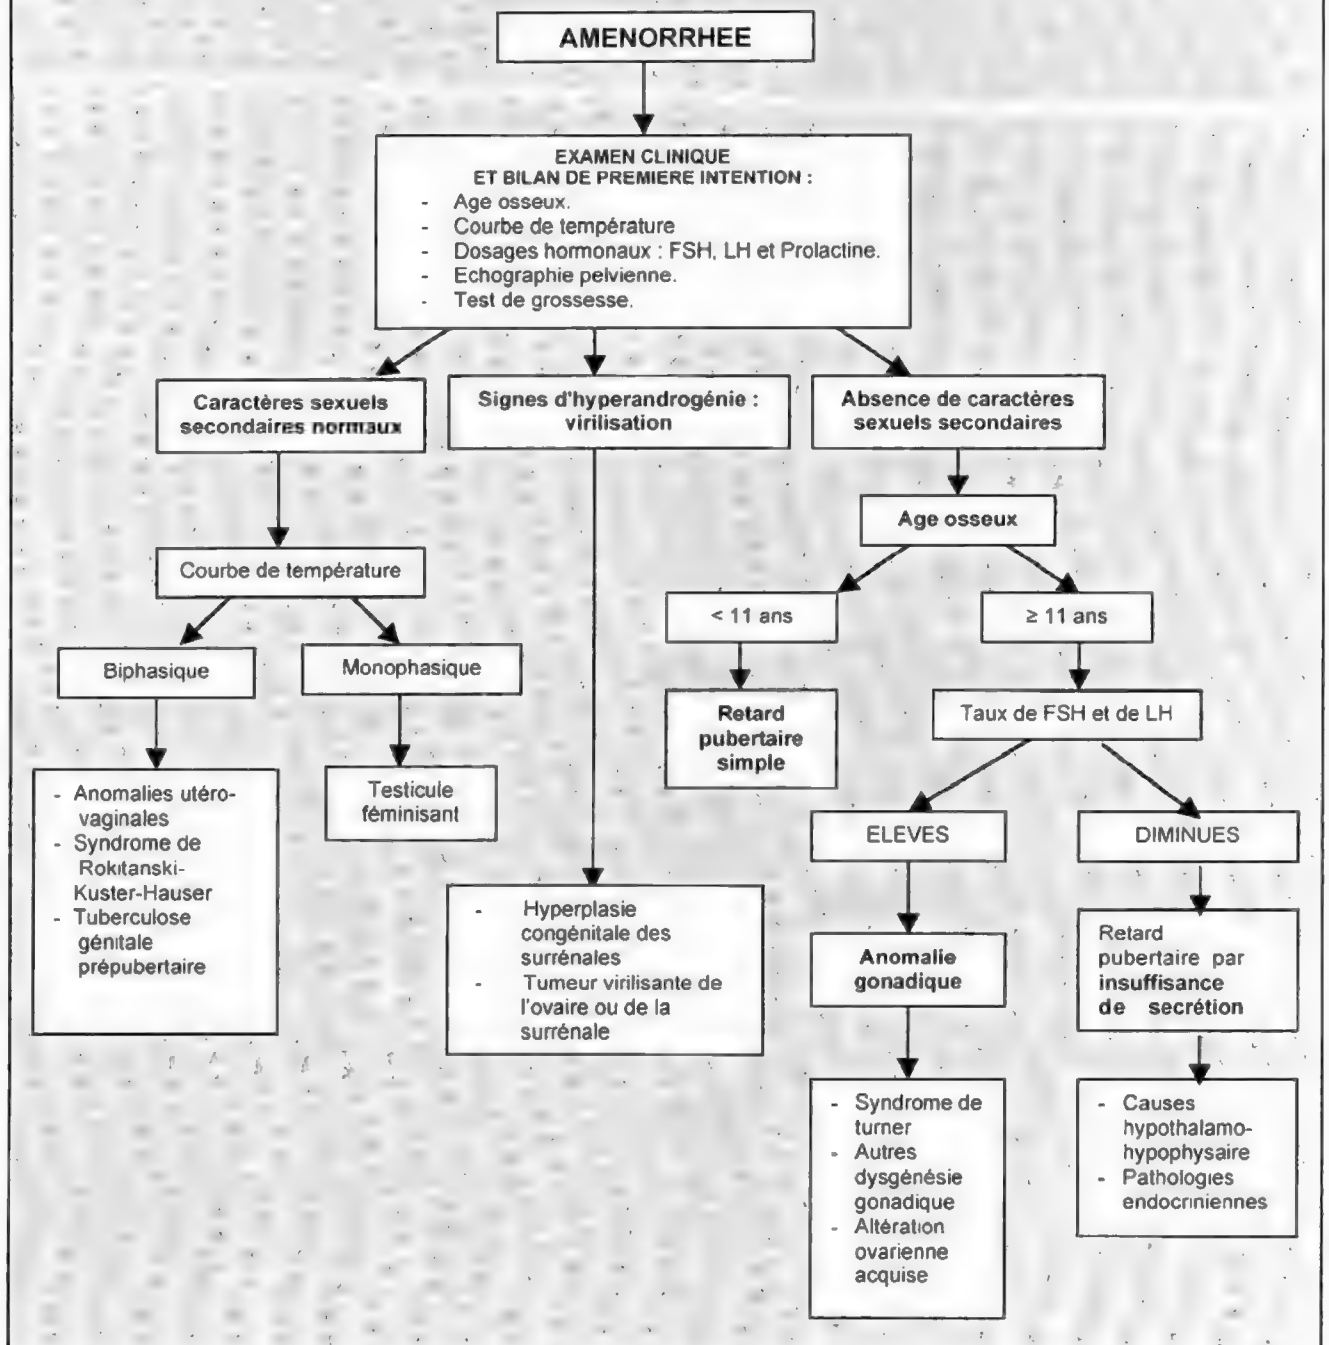 AMENORRHEE
EXAMEN CLINIQUE
ET BILAN DE PREMIERE INTENTION :
- Age osseux.
- Courbe de température
- Dosages hormonaux : FSH, LH et Prolactine.
- Echographie pelvienne.
- Test de grossesse.
Caractères sexuels
secondaires normaux
Signes d'hyperandrogénie :
virilisation
Absence de caractères
sexuels secondaires
Courbe de température
Biphasique
Monophasique
- Anomalies utéro-
vaginales
- Syndrome de
Rokitanski-
Kuster-Hauser
- Tuberculose
génitale
prépubertaire
Testicule
féminisant
- Hyperplasie
congénitale des
surrénales
- Tumeur virilisante de
l'ovaire ou de la
surrénale
Age osseux
< 11 ans
≥ 11 ans
Retard
pubertaire
simple
Taux de FSH et de LH
ELEVES
DIMINUES
Anomalie
gonadique
Retard
pubertaire par
insuffisance
de secrétion
- Syndrome de
turner
- Autres
dysgénésie
gonadique
- Altération
ovarienne
acquise
- Causes
hypothalamo-
hypophysaire
- Pathologies
endocriniennes